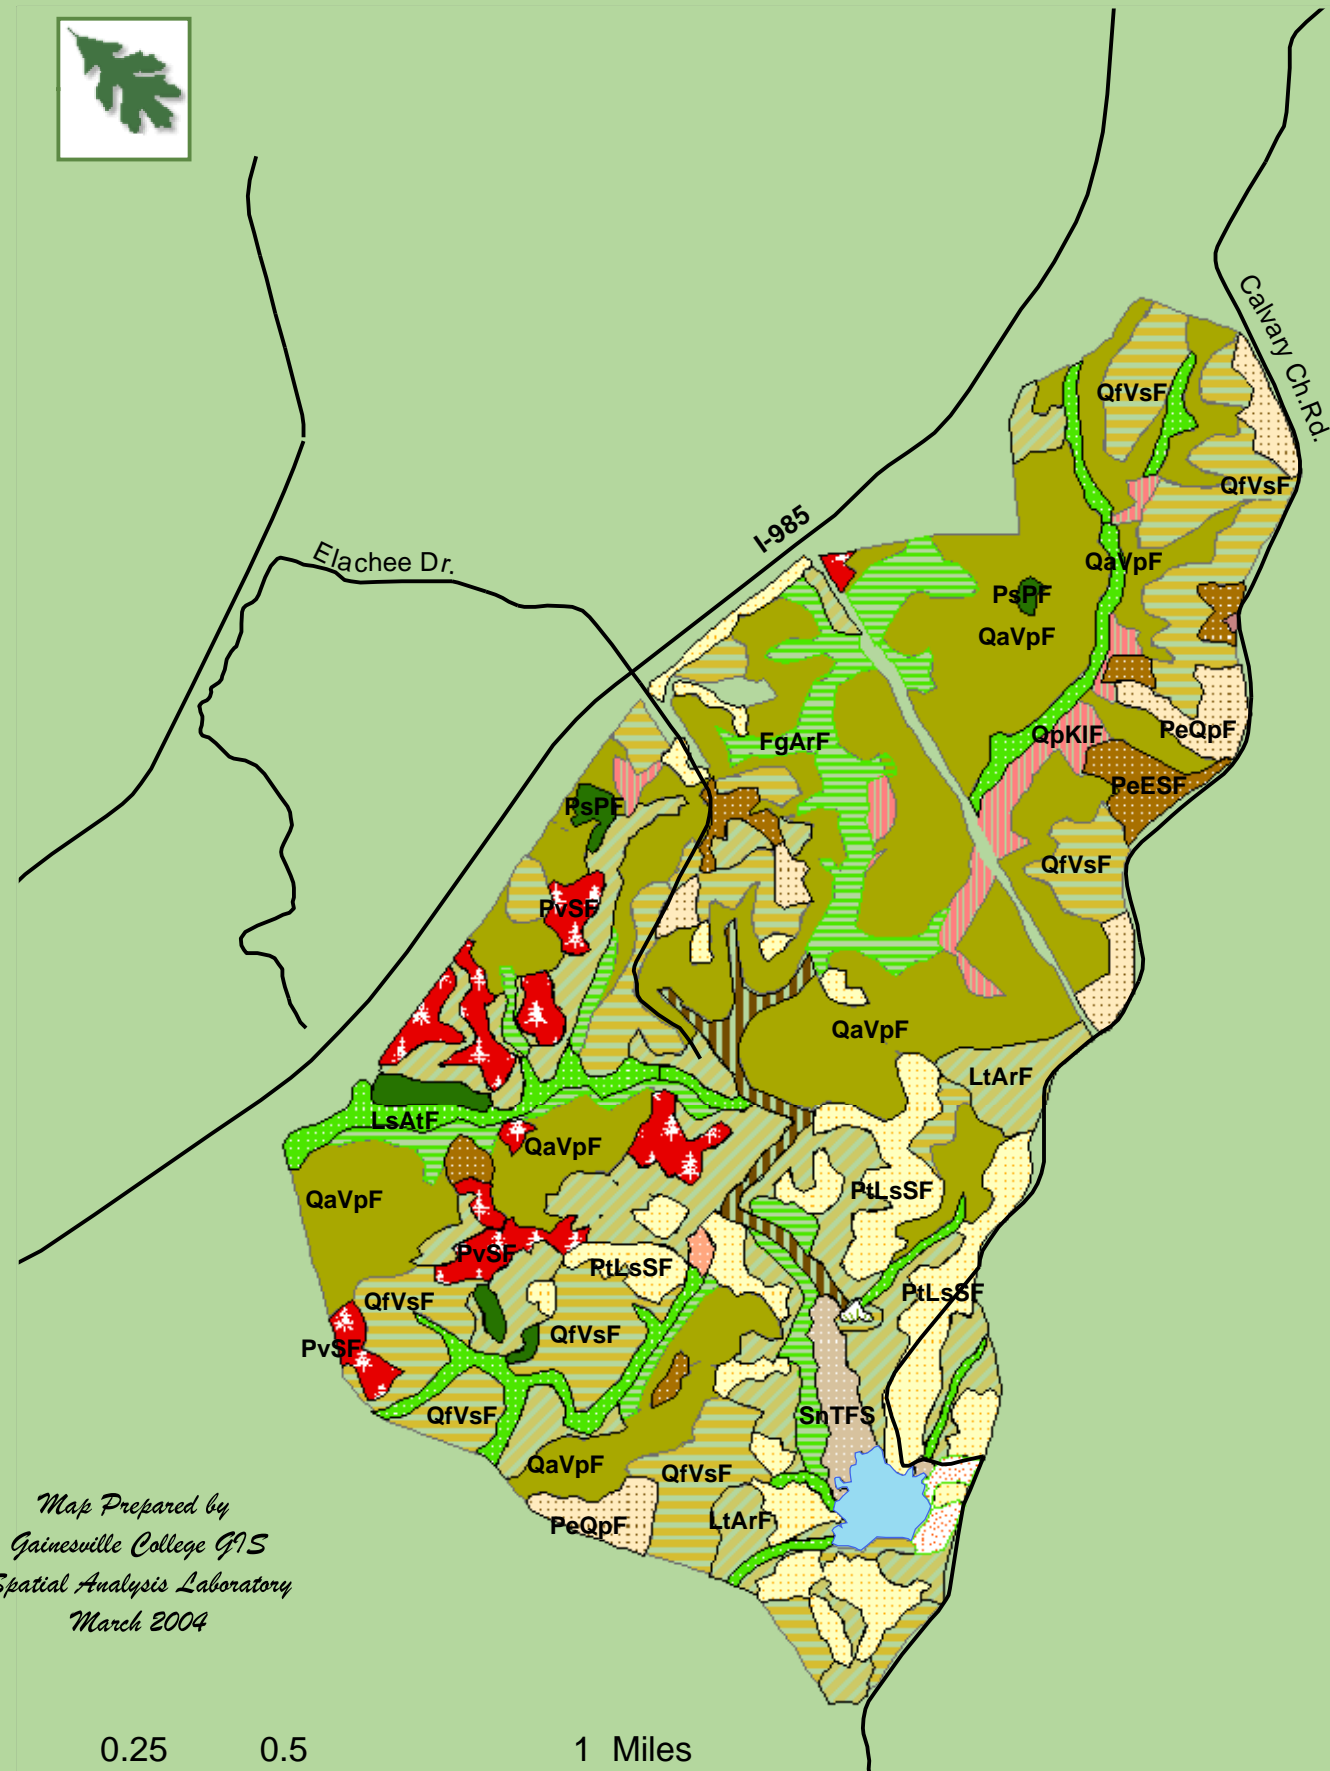 Calvary Ch.Rd.
QfVsF
QfVsF
I-985
Elachee Dr.
QaVpF
PsPF
QaVpF
FgArF
QpKlF
PeQpF
PeESF
PsPF
QfVsF
PvSF
QaVpF
LtArF
LsAtF
QaVpF
PtLsSF
QaVpF
PvSF
PtLsSF
PtLsSF
QfVsF
QfVsF
PvSF
QfVsF
SnTFS
QaVpF
QfVsF
PeQpF
LtArF
Map Prepared by
Gainesville College GIS
Spatial Analysis Laboratory
March 2004
0.25 0.5 1 Miles